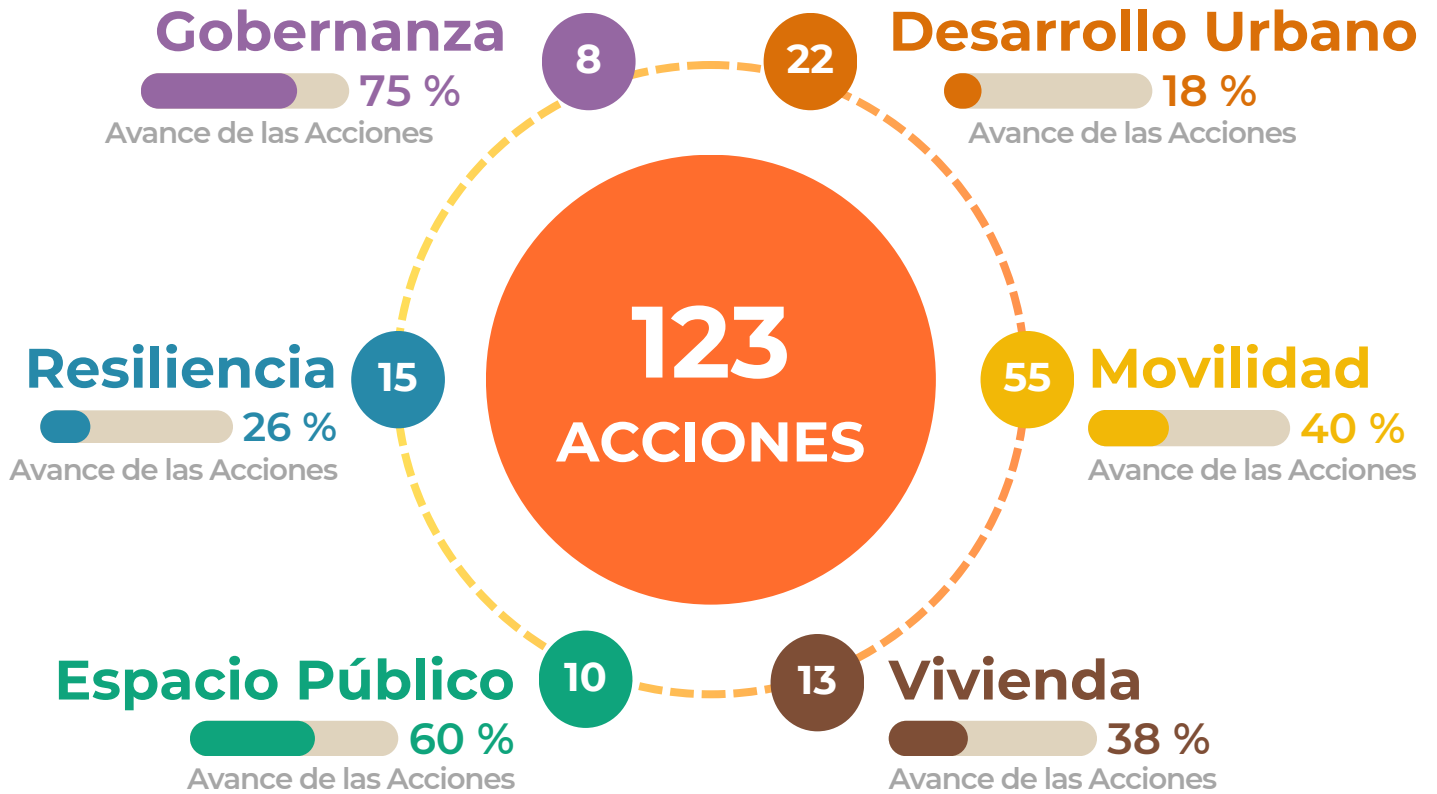 Gobernanza
8
75 %
Avance de las Acciones
22
Desarrollo Urbano
18 %
Avance de las Acciones
123
ACCIONES
Resiliencia
15
26 %
Avance de las Acciones
55
Movilidad
40 %
Avance de las Acciones
Espacio Público
10
60 %
Avance de las Acciones
13
Vivienda
38 %
Avance de las Acciones